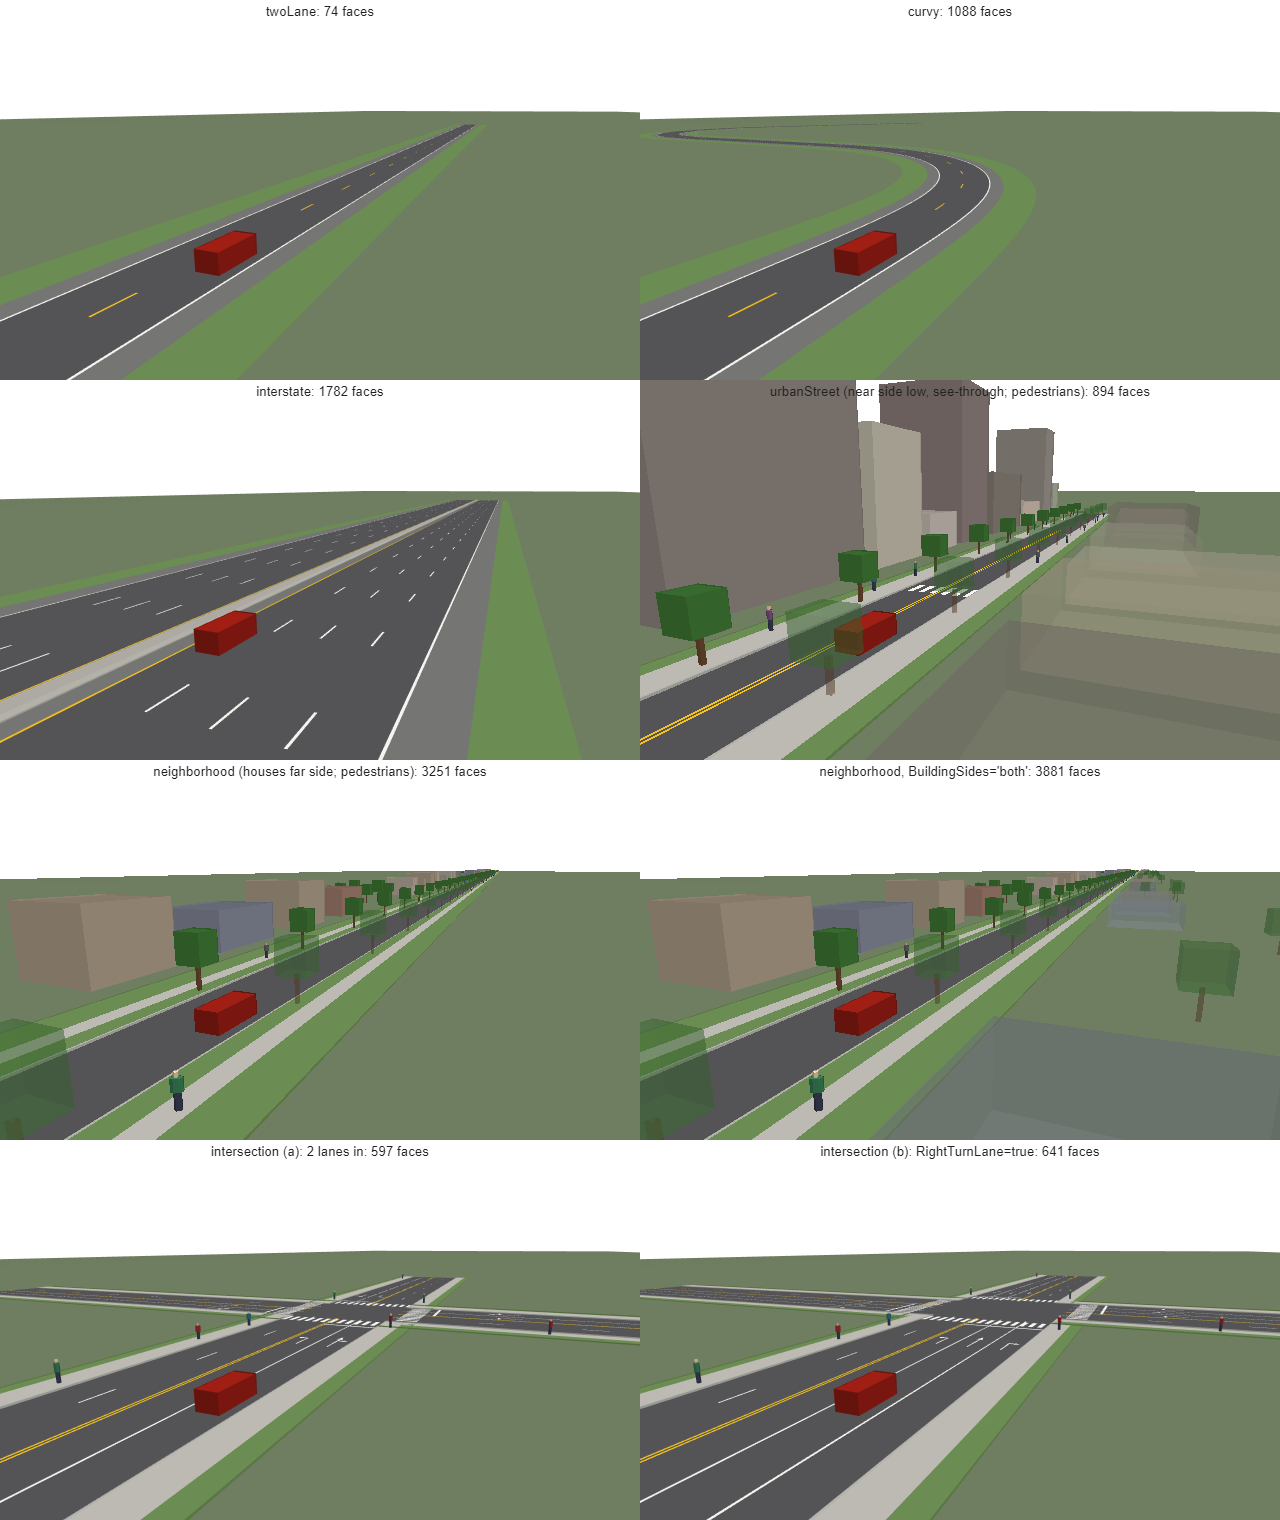 twoLane: 74 faces
curvy: 1088 faces
interstate: 1782 faces
urbanStreet (near side low, see-through; pedestrians): 894 faces
neighborhood (houses far side; pedestrians): 3251 faces
neighborhood, BuildingSides='both': 3881 faces
intersection (a): 2 lanes in: 597 faces
intersection (b): RightTurnLane=true: 641 faces